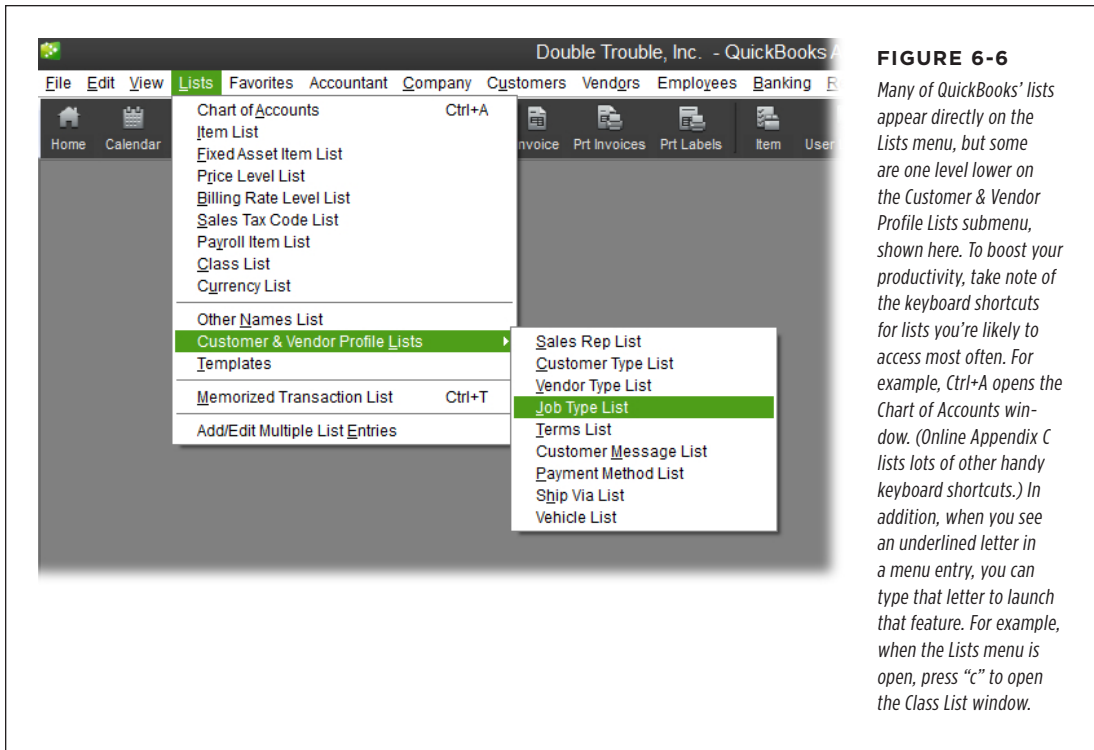 Double Trouble, Inc. - QuickBooks A
File Edit View Lists Favorites Accountant Company Customers Vendors Employees Banking R
Home Calendar nvoice Prt Invoices Prt Labels Item User
Chart of Accounts Ctrl+A
Item List
Fixed Asset Item List
Price Level List
Billing Rate Level List
Sales Tax Code List
Payroll Item List
Class List
Currency List
Other Names List
Customer & Vendor Profile Lists
Templates
Memorized Transaction List Ctrl+T
Add/Edit Multiple List Entries
Sales Rep List
Customer Type List
Vendor Type List
Job Type List
Terms List
Customer Message List
Payment Method List
Ship Via List
Vehicle List
FIGURE 6-6
Many of QuickBooks’ lists
appear directly on the
Lists menu, but some
are one level lower on
the Customer & Vendor
Profile Lists submenu,
shown here. To boost your
productivity, take note of
the keyboard shortcuts
for lists you’re likely to
access most often. For
example, Ctrl+A opens the
Chart of Accounts win-
dow. (Online Appendix C
lists lots of other handy
keyboard shortcuts.) In
addition, when you see
an underlined letter in
a menu entry, you can
type that letter to launch
that feature. For example,
when the Lists menu is
open, press “c” to open
the Class List window.